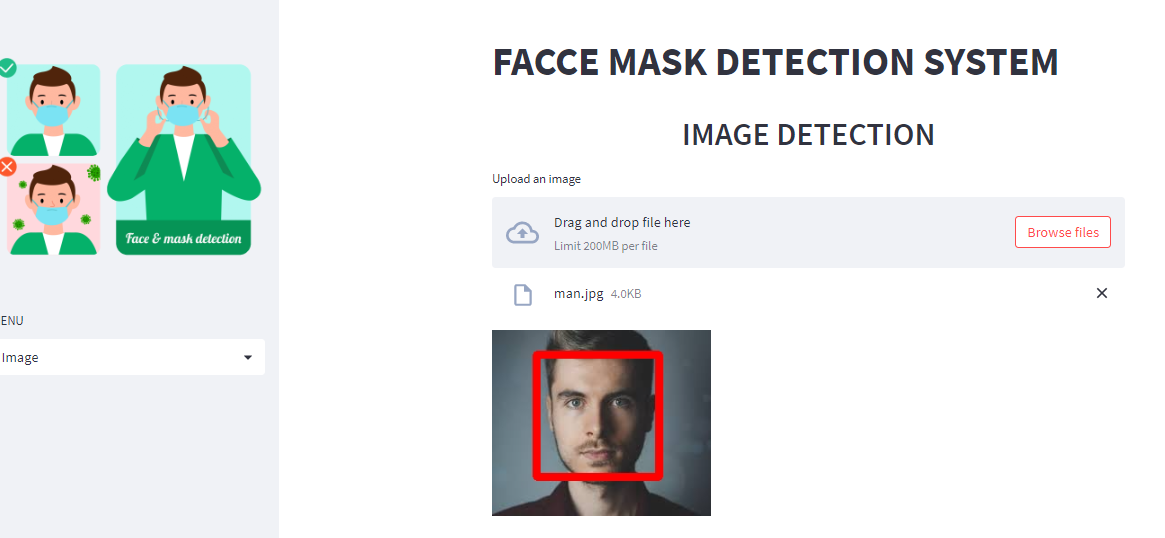 FACCE MASK DETECTION SYSTEM
IMAGE DETECTION
Upload an image
Drag and drop file here
Limit 200MB per file
Browse files
man.jpg 4.0KB
Face & mask detection
ENU
Image